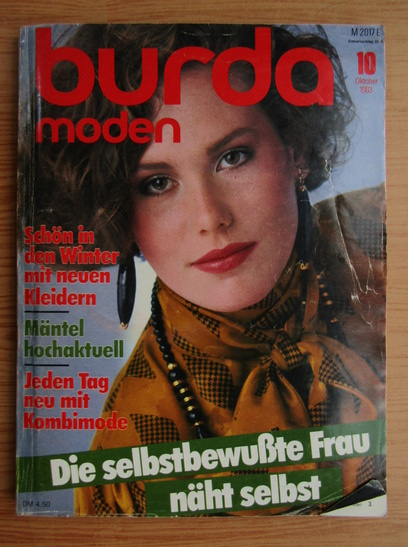 burda
moden
M 2017 E
10
Oktober
1983
Schön in
den Winter
mit neuen
Kleidern
Mäntel
hochaktuell
Jeden Tag
neu mit
Kombimode
Die selbstbewußte Frau
näht selbst
DM 4,50
3